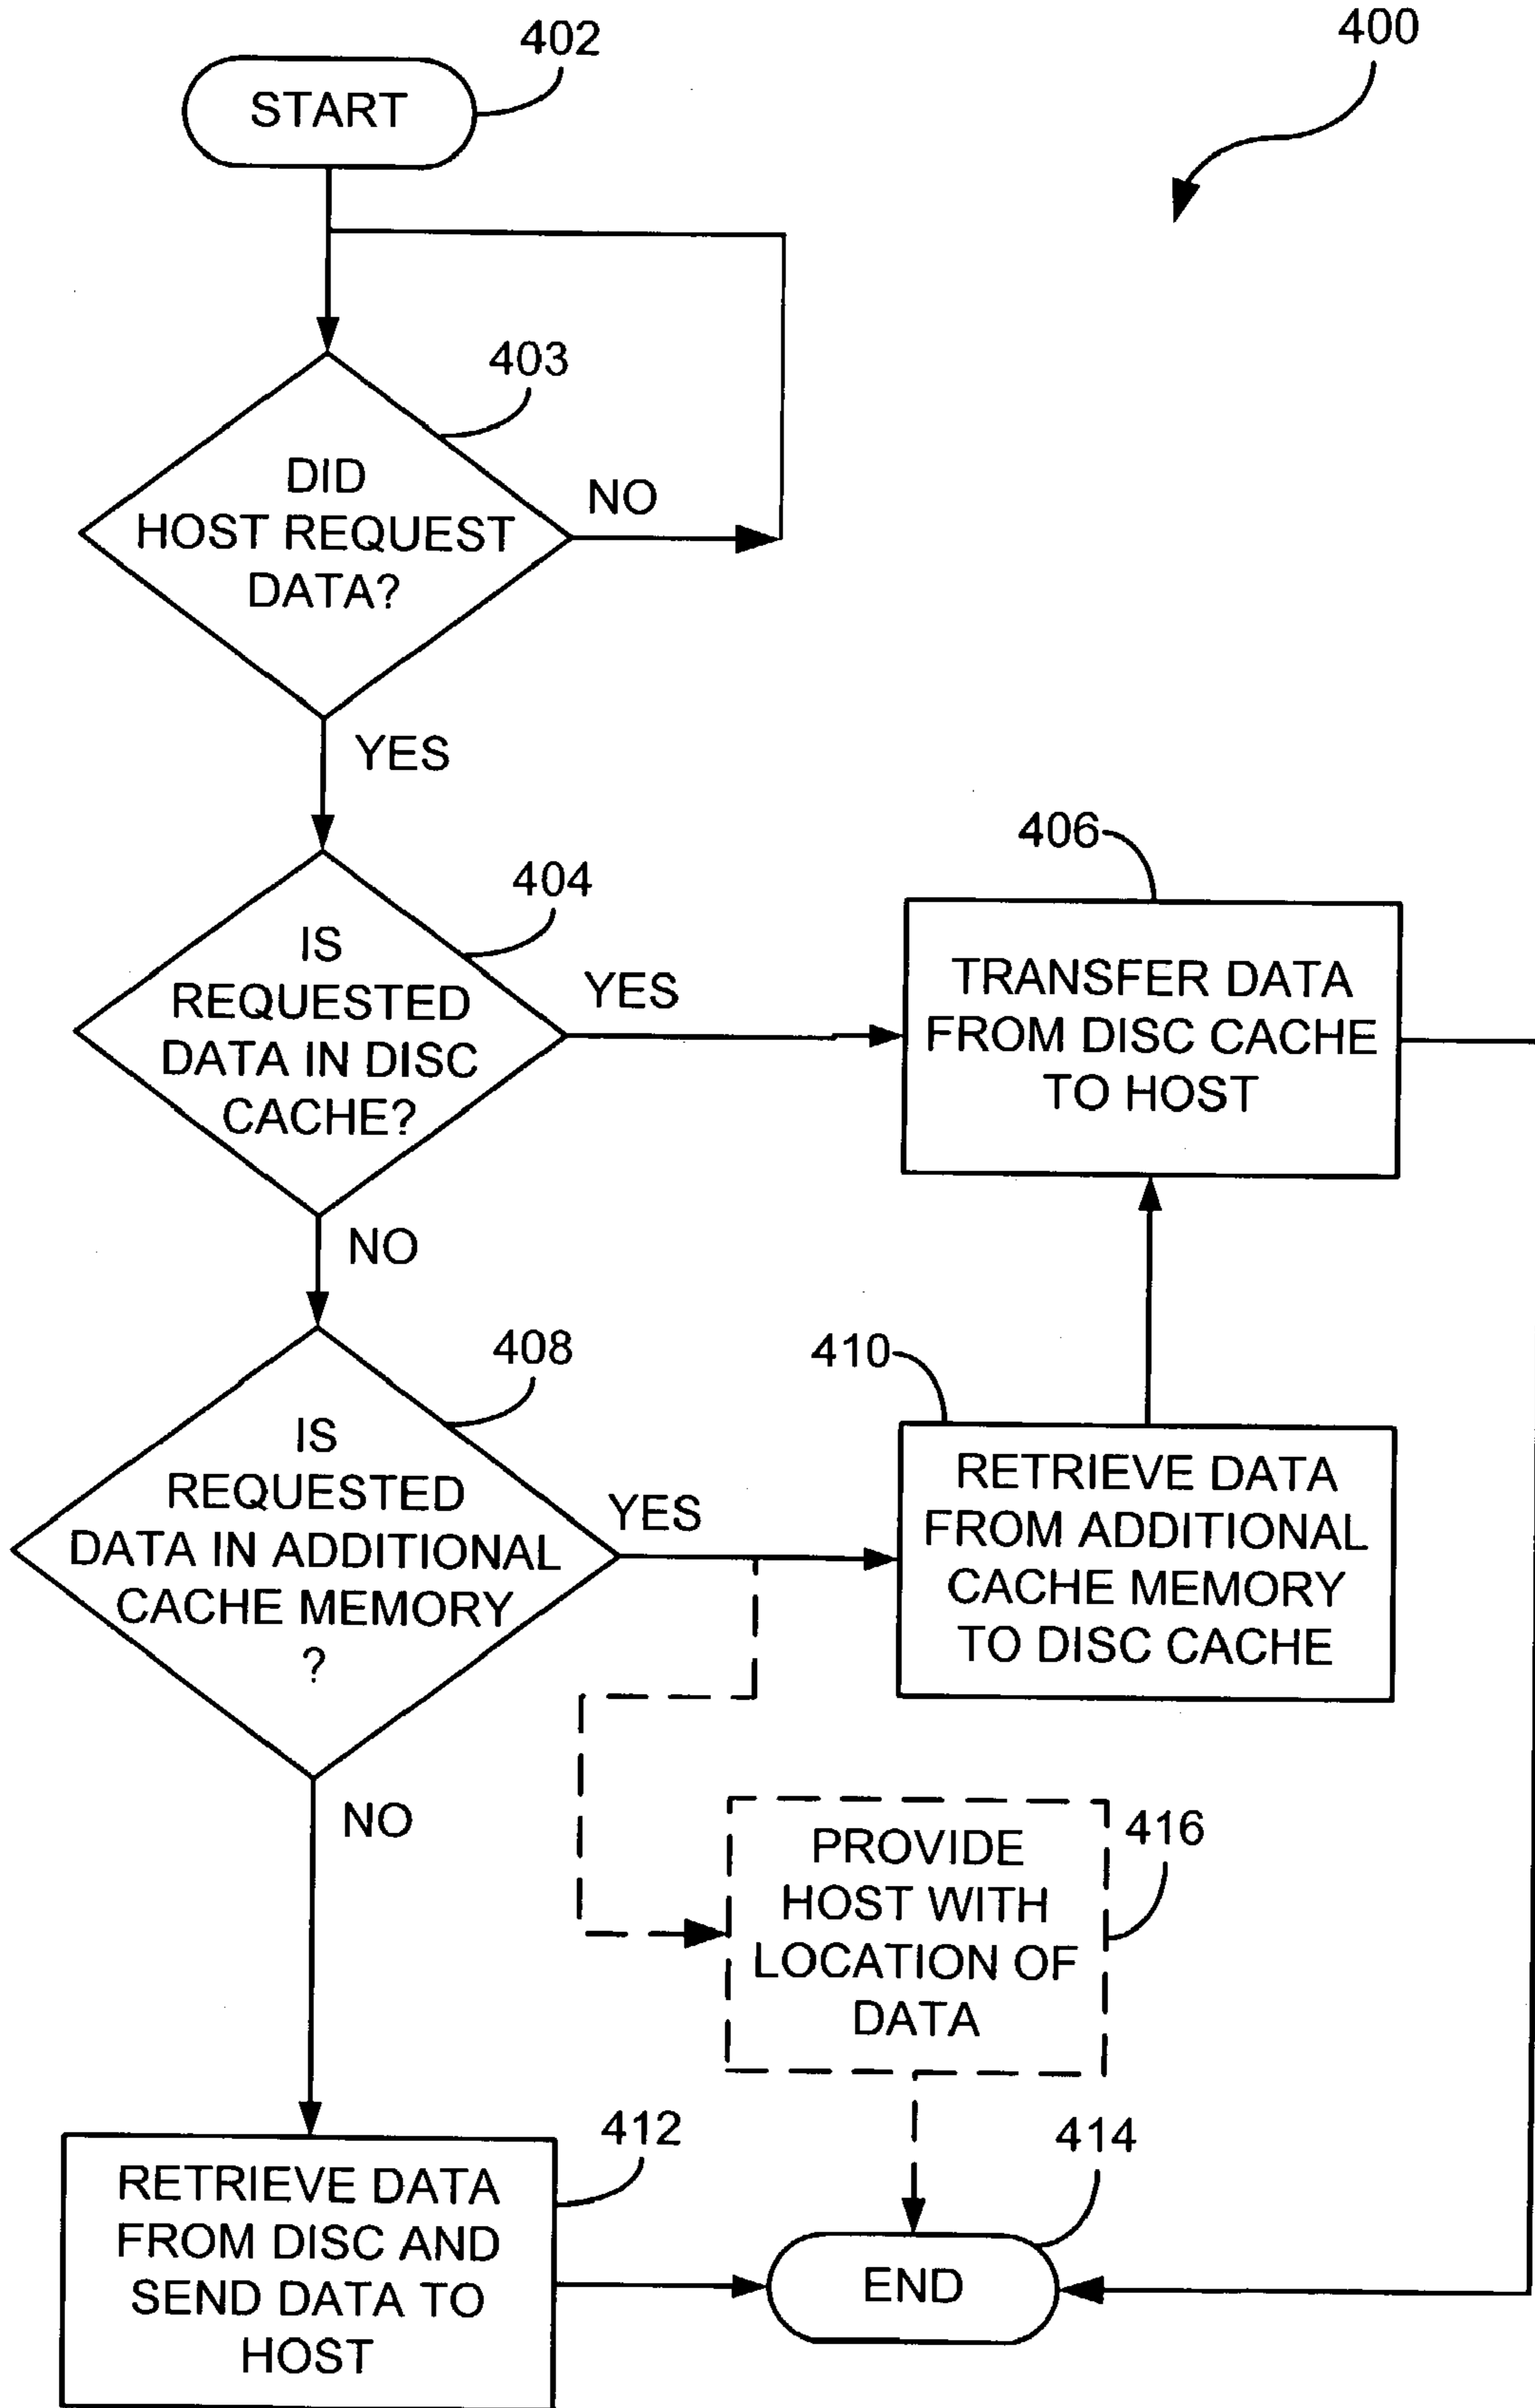 400
402
START
403
DID
HOST REQUEST
DATA?
NO
YES
404
IS
REQUESTED
DATA IN DISC
CACHE?
YES
406
TRANSFER DATA
FROM DISC CACHE
TO HOST
NO
408
IS
REQUESTED
DATA IN ADDITIONAL
CACHE MEMORY
?
YES
410
RETRIEVE DATA
FROM ADDITIONAL
CACHE MEMORY
TO DISC CACHE
NO
416
PROVIDE
HOST WITH
LOCATION OF
DATA
412
RETRIEVE DATA
FROM DISC AND
SEND DATA TO
HOST
414
END